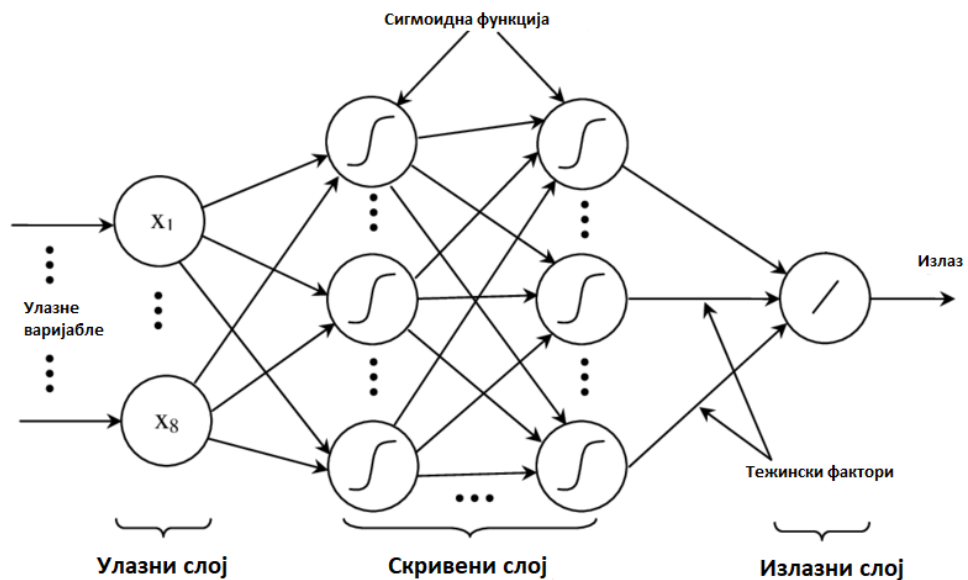 Сигмоидна функција
x₁
Излаз
Улазне
варијабле
x₈
Тежински фактори
Улазни слој
Скривени слој
Излазни слој